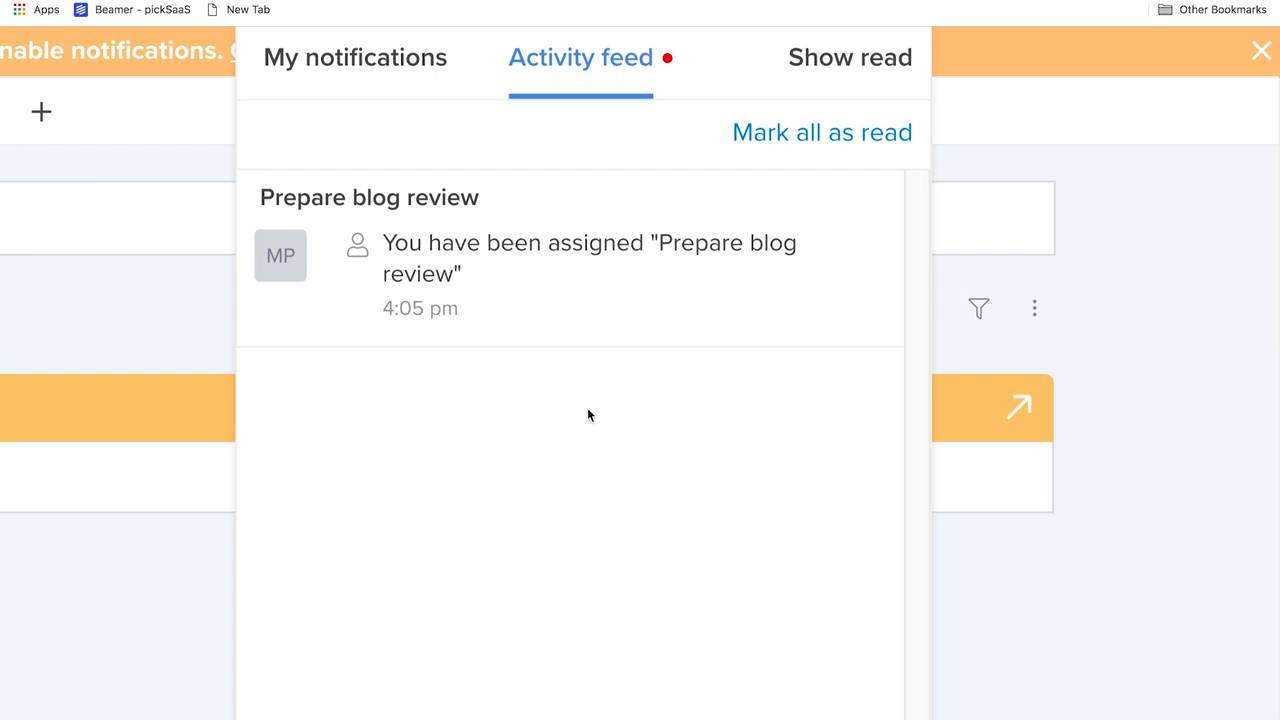 Apps Beamer - pickSaaS New Tab Other Bookmarks
nable notifications.
My notifications Activity feed Show read
Mark all as read
Prepare blog review
MP
You have been assigned "Prepare blog
review"
4:05 pm